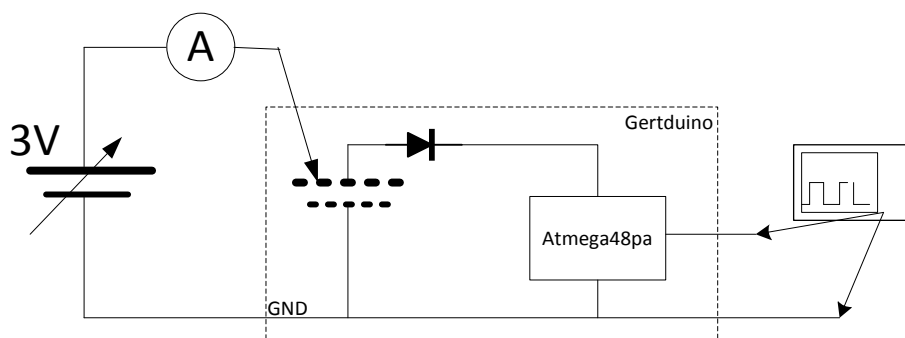 A
Gertduino
3V
Atmega48pa
GND